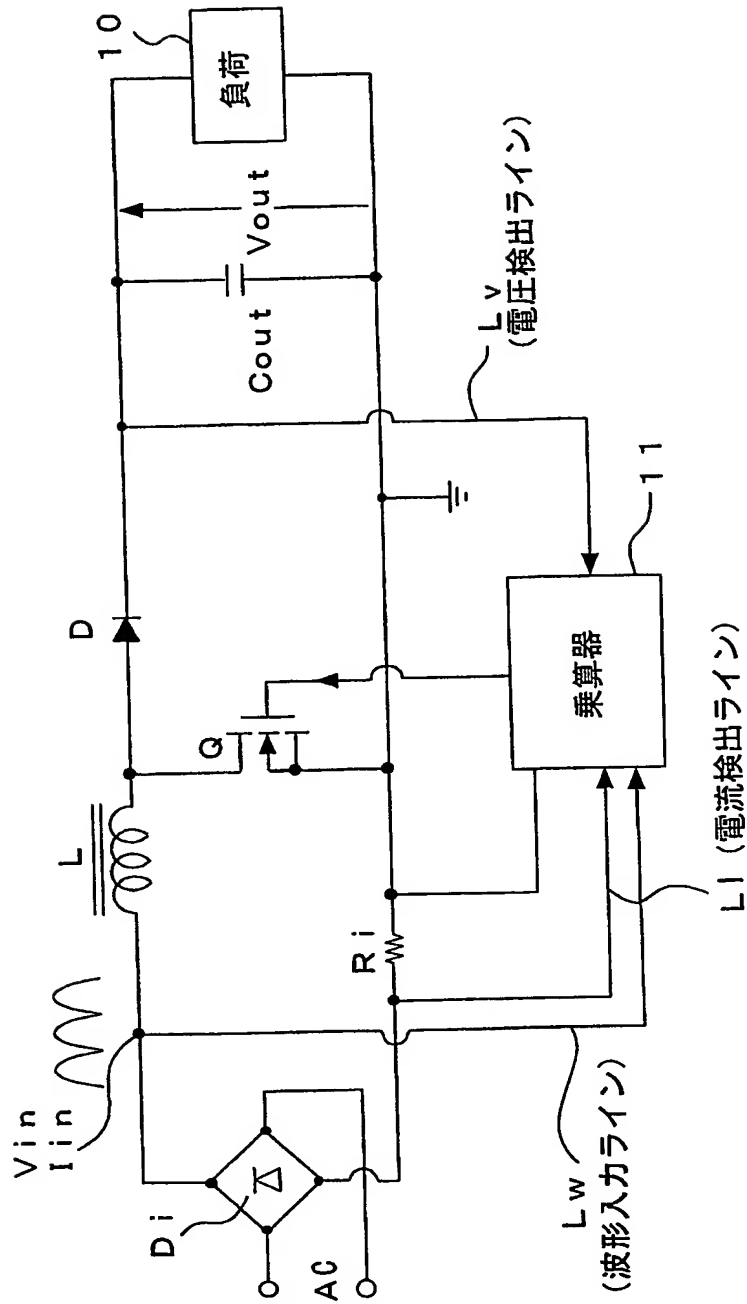 Vin
Iin
L
D
Q
Di
AC
Ri
Cout
Vout
10
負荷
Lv
(電圧検出ライン)
乗算器
11
LI (電流検出ライン)
Lw
(波形入力ライン)